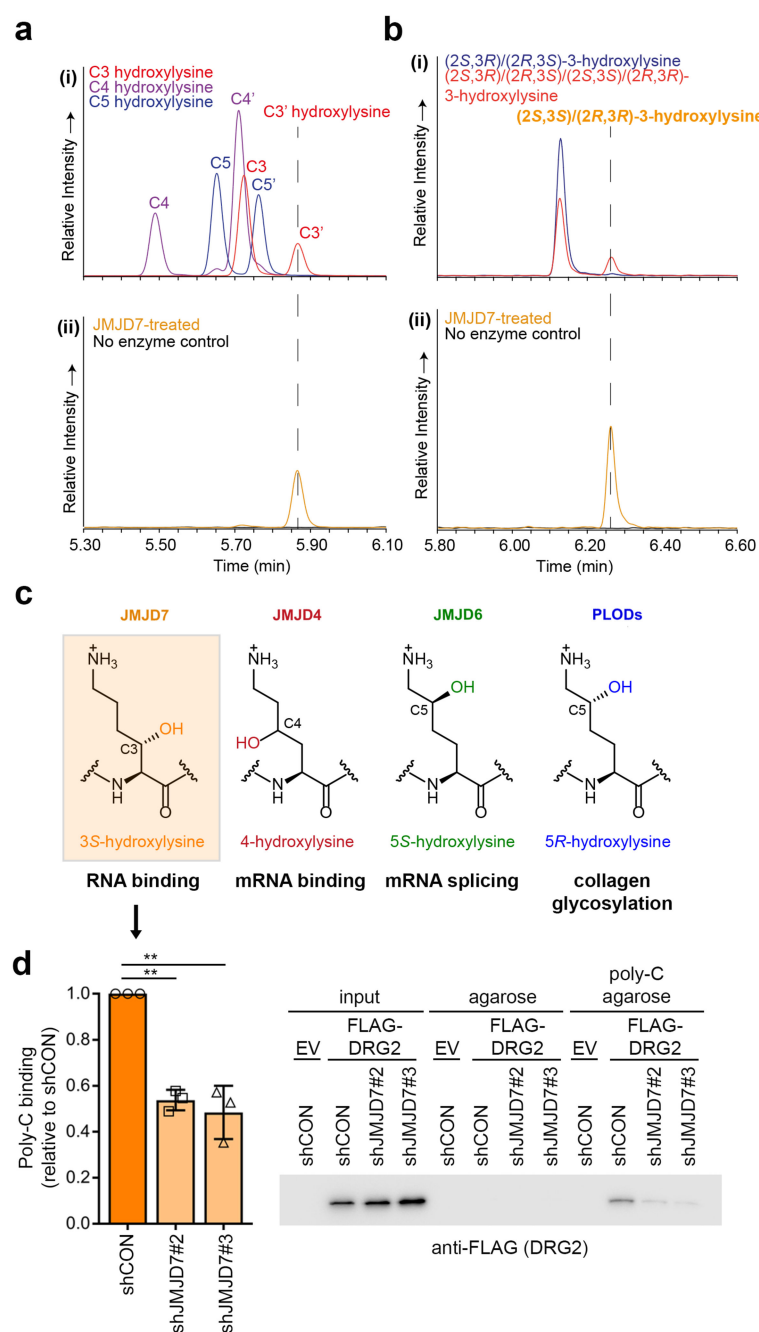 a
(i)
C3 hydroxylysine
C4 hydroxylysine
C5 hydroxylysine
C4'
C3' hydroxylysine
C5
C3
C5'
C4
C3'
Relative Intensity
(ii)
JMJD7-treated
No enzyme control
Relative Intensity
5.30 5.50 5.70 5.90 6.10
Time (min)
b
(i)
(2S,3R)/(2R,3S)-3-hydroxylysine
(2S,3R)/(2R,3S)/(2S,3S)/(2R,3R)-
3-hydroxylysine
(2S,3S)/(2R,3R)-3-hydroxylysine
Relative Intensity
(ii)
JMJD7-treated
No enzyme control
Relative Intensity
5.80 6.00 6.20 6.40 6.60
Time (min)
c
JMJD7 JMJD4 JMJD6 PLODs
+
NH3
C3
OH
N
H
O
3S-hydroxylysine
RNA binding
+
NH3
C4
HO
N
H
O
4-hydroxylysine
mRNA binding
+
NH3
C5
OH
N
H
O
5S-hydroxylysine
mRNA splicing
+
NH3
C5
OH
N
H
O
5R-hydroxylysine
collagen
glycosylation
d
**
**
Poly-C binding
(relative to shCON)
1.0
0.8
0.6
0.4
0.2
0.0
shCON
shJMJD7#2
shJMJD7#3
input agarose poly-C
agarose
EV FLAG-
DRG2 EV FLAG-
DRG2 EV FLAG-
DRG2
shCON shCON shJMJD7#2 shJMJD7#3 shCON shCON shJMJD7#2 shJMJD7#3 shCON shCON shJMJD7#2 shJMJD7#3
anti-FLAG (DRG2)